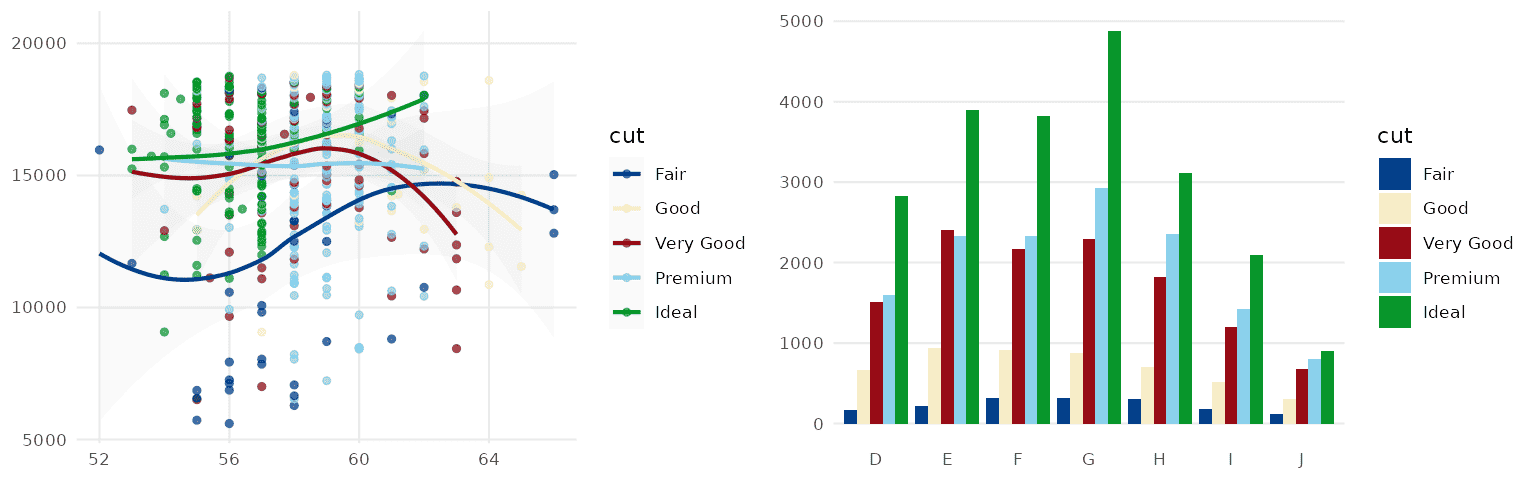 20000
15000
10000
5000
52 56 60 64
cut
Fair
Good
Very Good
Premium
Ideal
5000
4000
3000
2000
1000
0
D E F G H I J
cut
Fair
Good
Very Good
Premium
Ideal